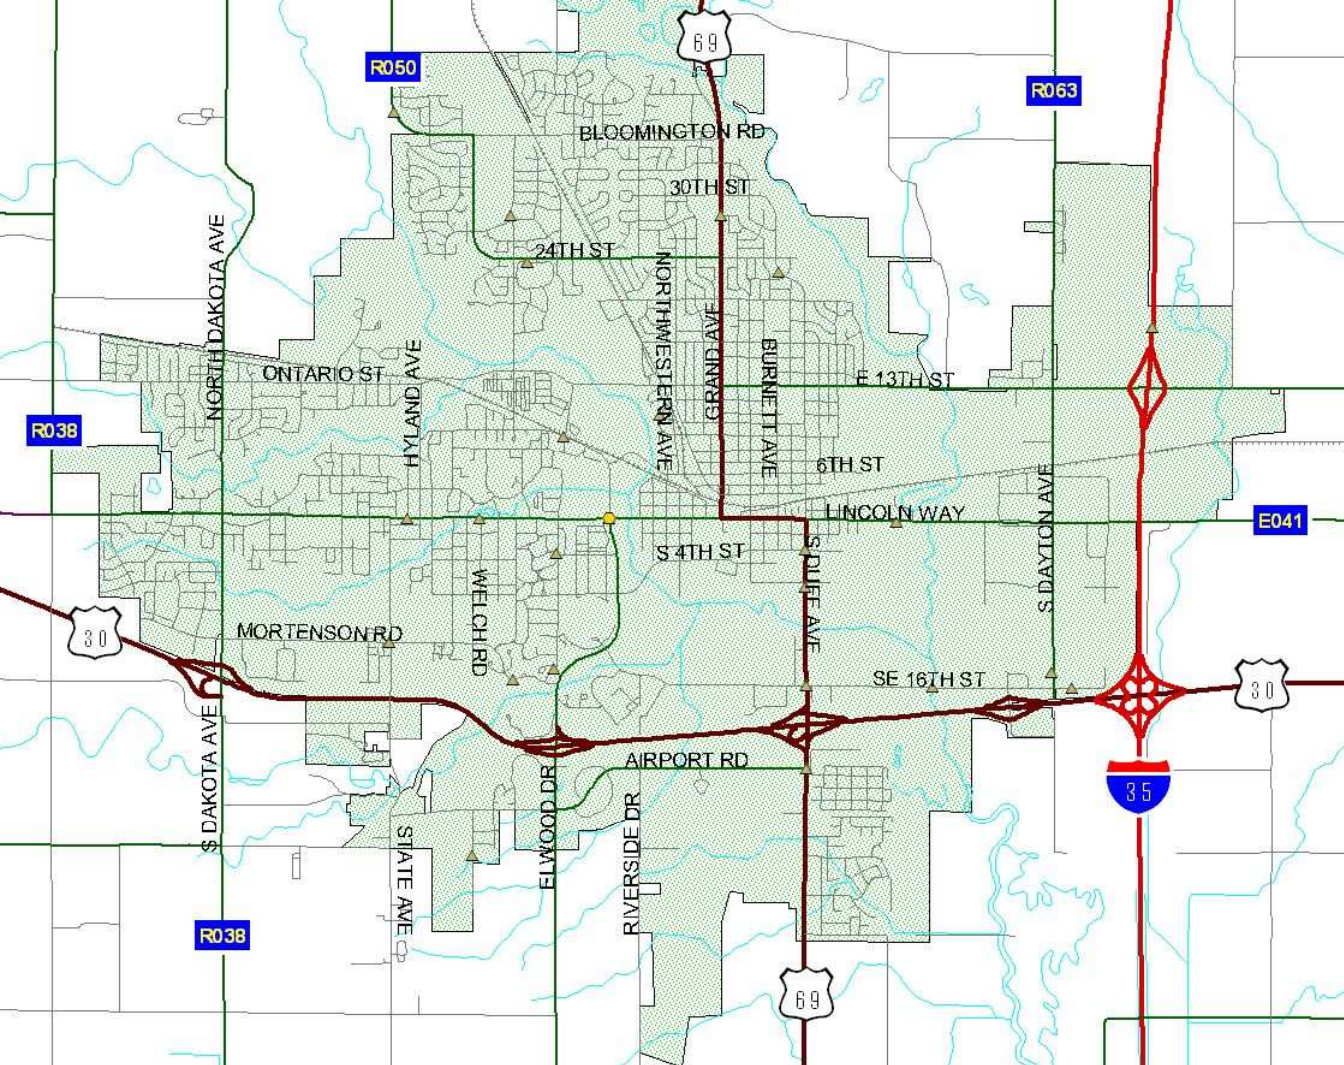 69
R050
R063
BLOOMINGTON RD
30TH ST
24TH ST
NORTH DAKOTA AVE
NORTHWESTERN AVE
GRAND AVE
BURNETT AVE
HYLAND AVE
ONTARIO ST
E 13TH ST
R038
6TH ST
S DAYTON AVE
LINCOLN WAY
E041
S 4TH ST
S DUFF AVE
WELCH RD
30
MORTENSON RD
SE 16TH ST
30
S DAKOTA AVE
AIRPORT RD
35
ELWOOD DR
RIVERSIDE DR
STATE AVE
R038
69